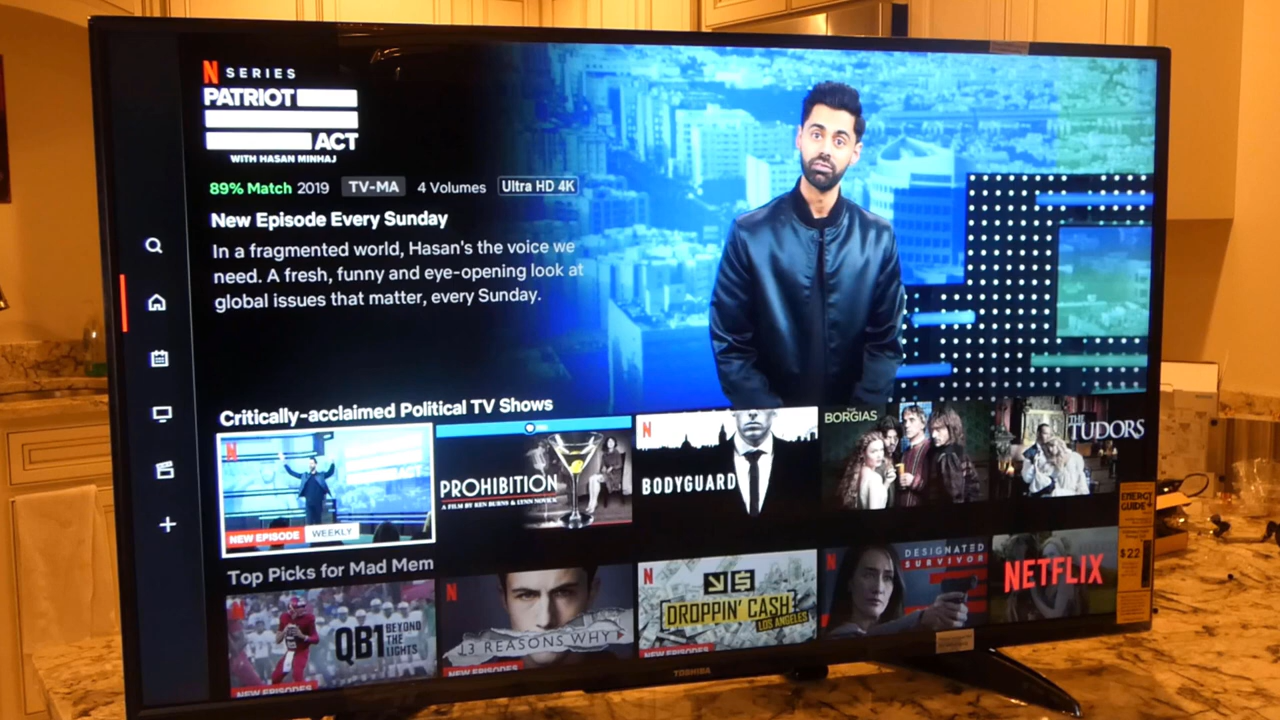 N SERIES
PATRIOT
ACT
WITH HASAN MINHAJ
89% Match 2019 TV-MA 4 Volumes Ultra HD 4K
New Episode Every Sunday
In a fragmented world, Hasan's the voice we
need. A fresh, funny and eye-opening look at
global issues that matter, every Sunday.
Critically-acclaimed Political TV Shows
N
ACT
NEW EPISODE WEEKLY
PROHIBITION
A FILM BY KEN BURNS & LYNN NOVICK
N
BODYGUARD
THE
BORGIAS
THE
TUDORS
Top Picks for Mad Mem
N
QB1 BEYOND
THE
LIGHTS
NEW EPISODES
N
13 REASONS WHY
NEW EPISODES
N
$
DROPPIN' CASH:
LOS ANGELES
NEW EPISODES
N
DESIGNATED
SURVIVOR
NETFLIX
TOSHIBA
ENERGY
GUIDE
$22